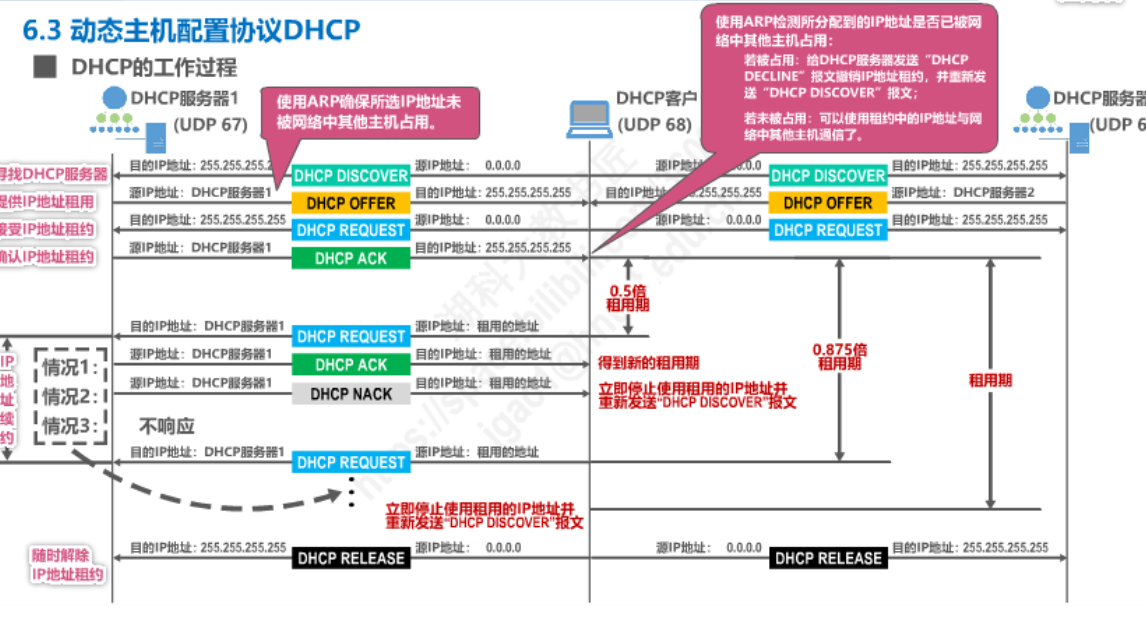 6.3 动态主机配置协议DHCP
DHCP的工作过程
使用ARP检测所分配到的IP地址是否已被网
络中其他主机占用：
若被占用：给DHCP服务器发送“DHCP
DECLINE”报文撤销IP地址租约，并重新发
送“DHCP DISCOVER”报文；
若未被占用：可以使用租约中的IP地址与网
络中其他主机通信了。
DHCP服务器1
(UDP 67)
使用ARP确保所选IP地址未
被网络中其他主机占用。
DHCP客户
(UDP 68)
DHCP服务器
(UDP 6
寻找DHCP服务器
目的IP地址: 255.255.255.2
DHCP DISCOVER
源IP地址: 0.0.0.0
源IP地址: 0.0.0.0
DHCP DISCOVER
目的IP地址: 255.255.255.255
提供IP地址租用
源IP地址: DHCP服务器1
DHCP OFFER
目的IP地址: 255.255.255.255
目的IP地址: 255.255.255.255
DHCP OFFER
源IP地址: DHCP服务器2
接受IP地址租约
目的IP地址: 255.255.255.255
DHCP REQUEST
源IP地址: 0.0.0.0
源IP地址: 0.0.0.0
DHCP REQUEST
目的IP地址: 255.255.255.255
确认IP地址租约
源IP地址: DHCP服务器1
DHCP ACK
目的IP地址: 255.255.255.255
0.5倍
租用期
0.875倍
租用期
租用期
IP
地
址
续
约
目的IP地址: DHCP服务器1
DHCP REQUEST
源IP地址: 租用的地址
情况1:
源IP地址: DHCP服务器1
DHCP ACK
目的IP地址: 租用的地址
得到新的租用期
情况2:
源IP地址: DHCP服务器1
DHCP NACK
目的IP地址: 租用的地址
立即停止使用租用的IP地址并
重新发送“DHCP DISCOVER”报文
情况3:
不响应
目的IP地址: DHCP服务器1
DHCP REQUEST
源IP地址: 租用的地址
立即停止使用租用的IP地址并
重新发送“DHCP DISCOVER”报文
随时解除
IP地址租约
目的IP地址: 255.255.255.255
DHCP RELEASE
源IP地址: 0.0.0.0
源IP地址: 0.0.0.0
DHCP RELEASE
目的IP地址: 255.255.255.255